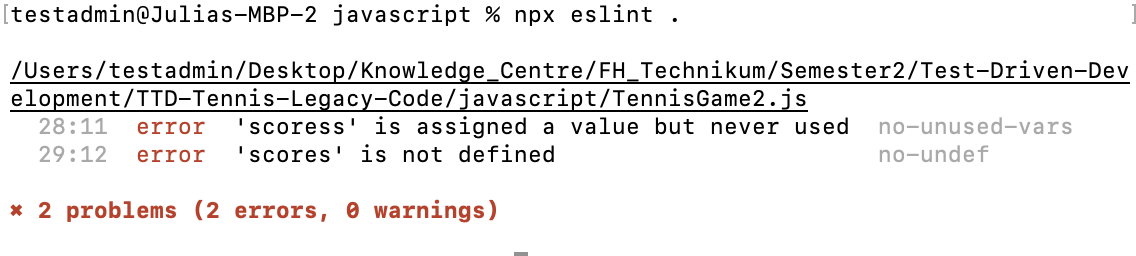 [testadmin@Julias-MBP-2 javascript % npx eslint . ]
/Users/testadmin/Desktop/Knowledge_Centre/FH_Technikum/Semester2/Test-Driven-Dev
elopment/TTD-Tennis-Legacy-Code/javascript/TennisGame2.js
28:11 error 'scoress' is assigned a value but never used no-unused-vars
29:12 error 'scores' is not defined no-undef
✖ 2 problems (2 errors, 0 warnings)